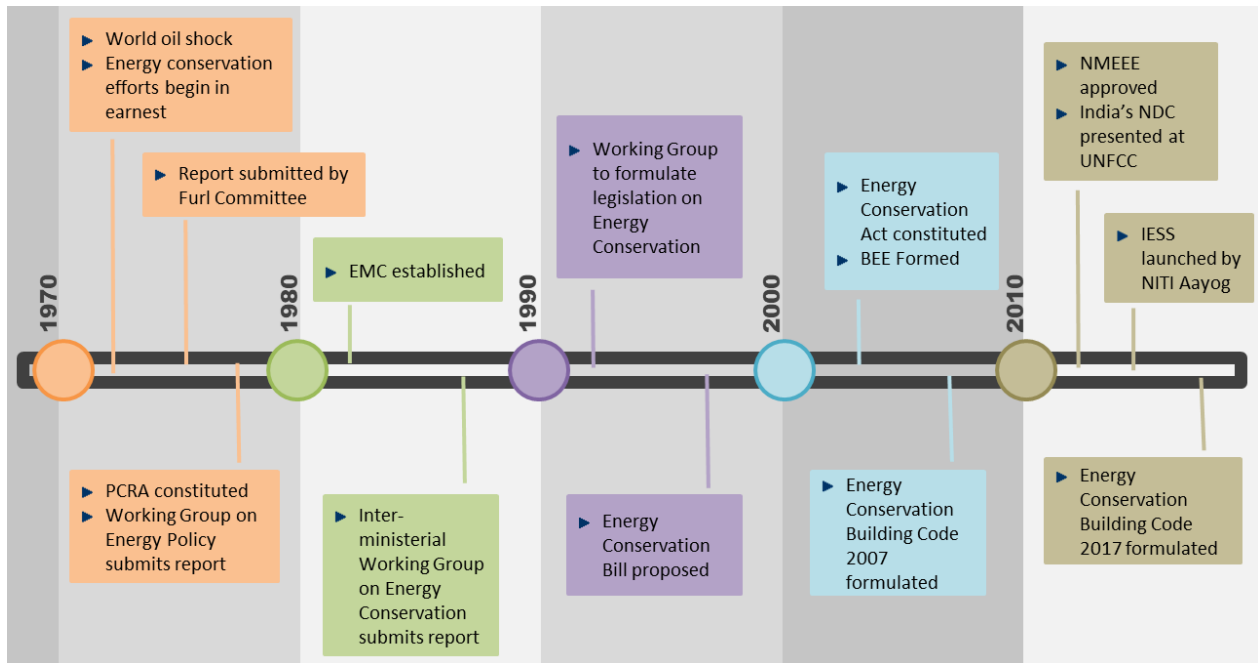 World oil shock
Energy conservation
efforts begin in
earnest
Report submitted by
Furl Committee
EMC established
Working Group
to formulate
legislation on
Energy
Conservation
Energy
Conservation
Act constituted
BEE Formed
NMEEE
approved
India's NDC
presented at
UNFCC
IESS
launched by
NITI Aayog
1970
1980
1990
2000
2010
PCRA constituted
Working Group on
Energy Policy
submits report
Inter-
ministerial
Working Group
on Energy
Conservation
submits report
Energy
Conservation
Bill proposed
Energy
Conservation
Building Code
2007
formulated
Energy
Conservation
Building Code
2017 formulated